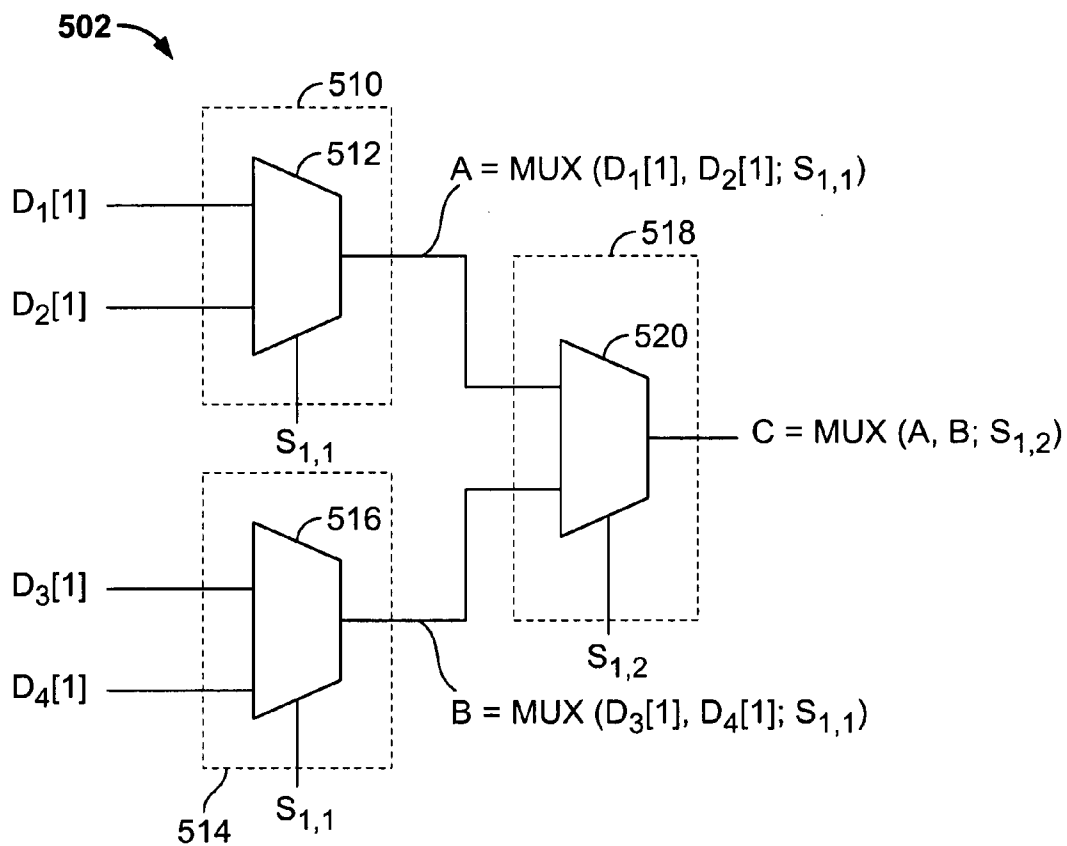 502
510
512
A = MUX (D₁[1], D₂[1]; S₁,₁)
D₁[1]
518
D₂[1]
520
S₁,₁
C = MUX (A, B; S₁,₂)
516
D₃[1]
S₁,₂
D₄[1]
B = MUX (D₃[1], D₄[1]; S₁,₁)
S₁,₁
514